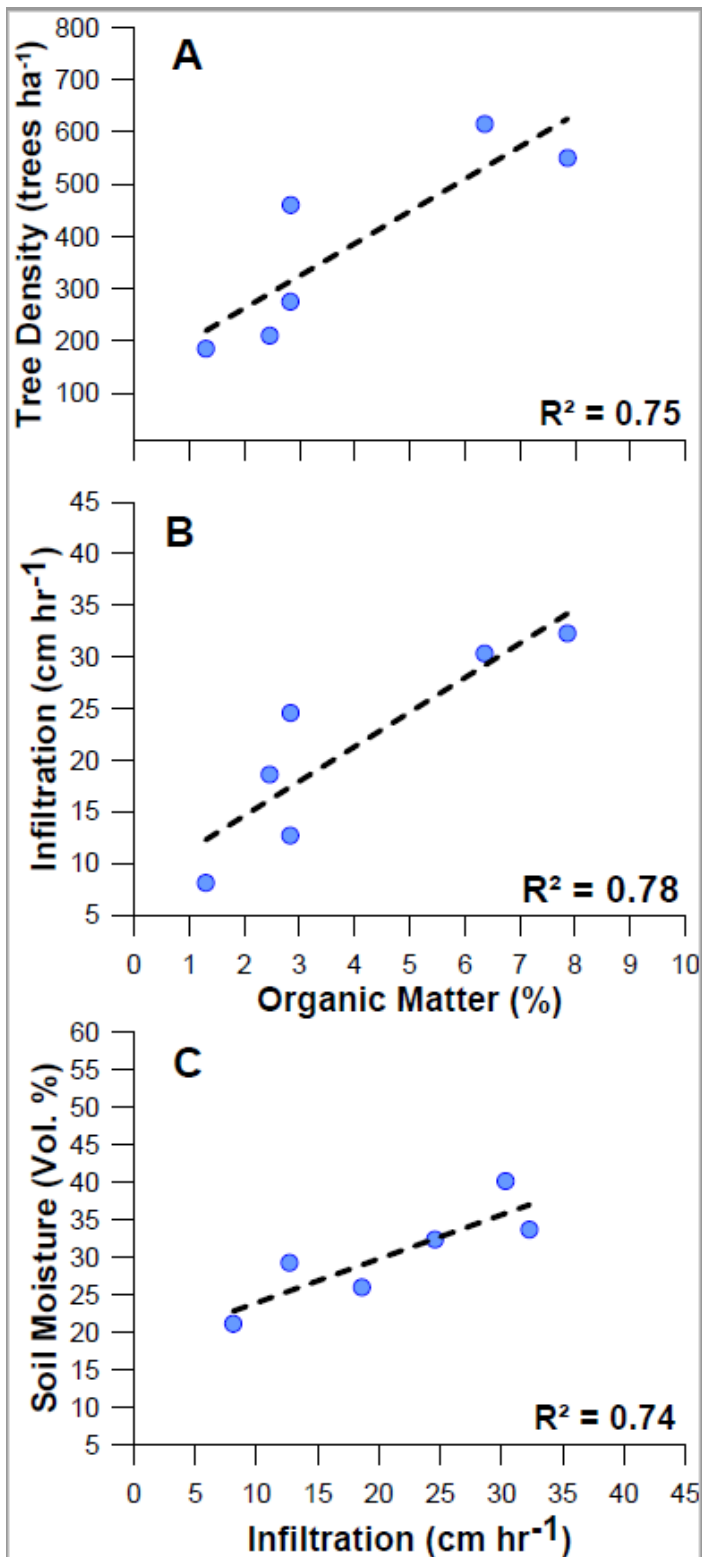 A
Tree Density (trees ha⁻¹)
800
700
600
500
400
300
200
100
R² = 0.75
B
Infiltration (cm hr⁻¹)
45
40
35
30
25
20
15
10
5
R² = 0.78
0 1 2 3 4 5 6 7 8 9 10
Organic Matter (%)
C
Soil Moisture (Vol. %)
60
55
50
45
40
35
30
25
20
15
10
5
R² = 0.74
0 5 10 15 20 25 30 35 40 45
Infiltration (cm hr⁻¹)